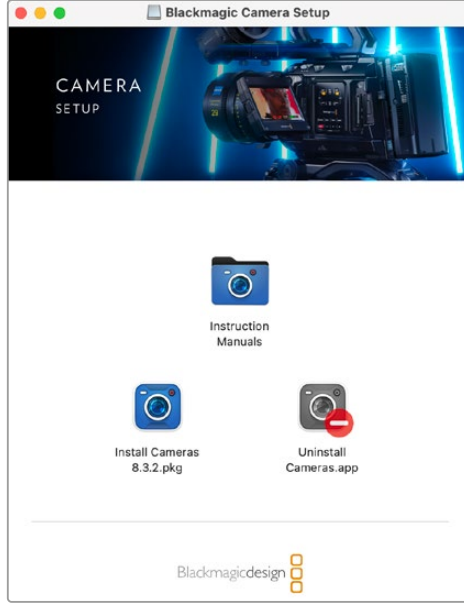 Blackmagic Camera Setup
CAMERA
SETUP
Instruction
Manuals
Install Cameras
8.3.2.pkg
Uninstall
Cameras.app
Blackmagicdesign